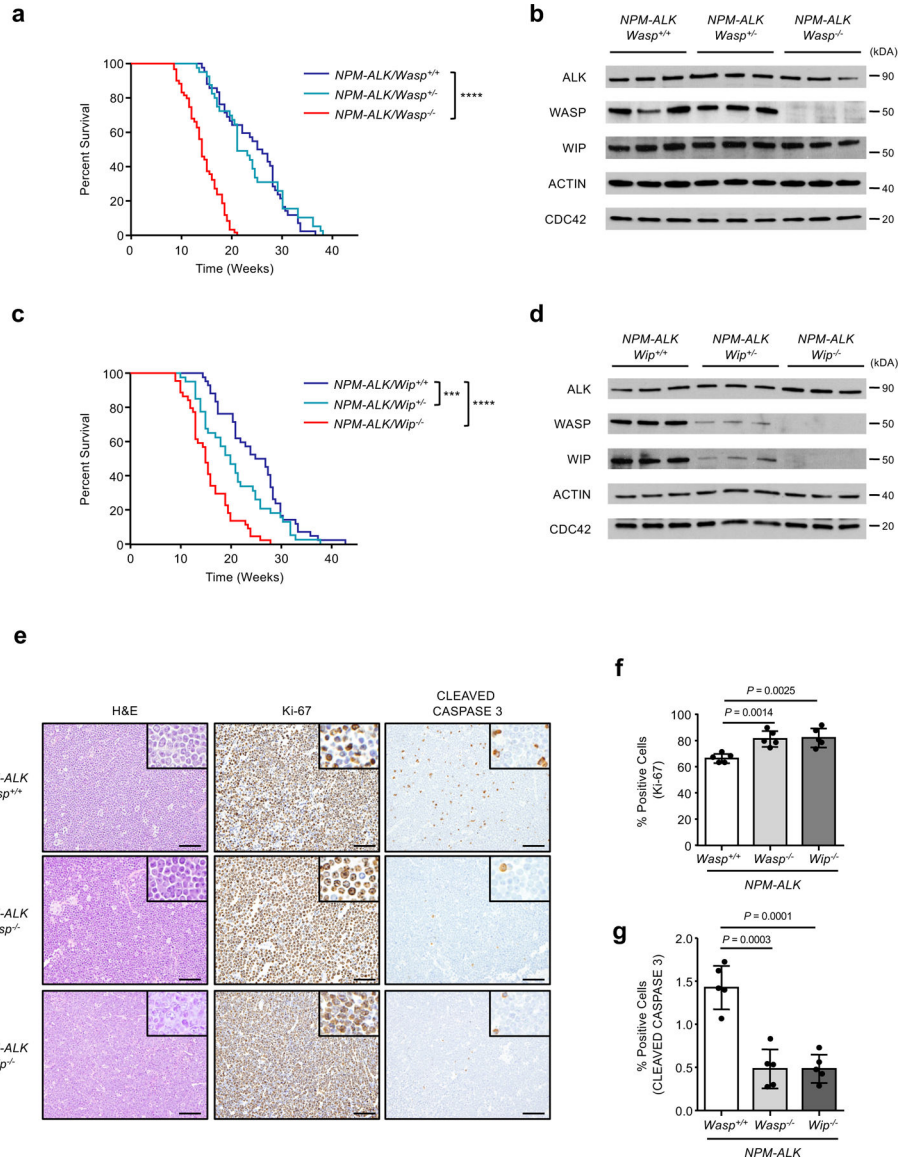 a
100
80
60
40
20
0
Percent Survival
0 10 20 30 40
Time (Weeks)
NPM-ALK/Wasp+/+
NPM-ALK/Wasp+/-
NPM-ALK/Wasp-/-
****
b
NPM-ALK NPM-ALK NPM-ALK
Wasp+/+ Wasp+/- Wasp-/-
(kDA)
ALK 90
WASP 50
WIP 50
ACTIN 40
CDC42 20
c
100
80
60
40
20
0
Percent Survival
0 10 20 30 40
Time (Weeks)
NPM-ALK/Wip+/+
NPM-ALK/Wip+/-
NPM-ALK/Wip-/-
***
****
d
NPM-ALK NPM-ALK NPM-ALK
Wip+/+ Wip+/- Wip-/-
(kDA)
ALK 90
WASP 50
WIP 50
ACTIN 40
CDC42 20
e
H&E Ki-67 CLEAVED
CASPASE 3
-ALK
sp+/+
-ALK
sp-/-
-ALK
p-/-
f
P = 0.0025
P = 0.0014
100
80
60
40
20
0
% Positive Cells
(Ki-67)
Wasp+/+ Wasp-/- Wip-/-
NPM-ALK
g
P = 0.0001
P = 0.0003
2.0
1.5
1.0
0.5
0.0
% Positive Cells
(CLEAVED CASPASE 3)
Wasp+/+ Wasp-/- Wip-/-
NPM-ALK